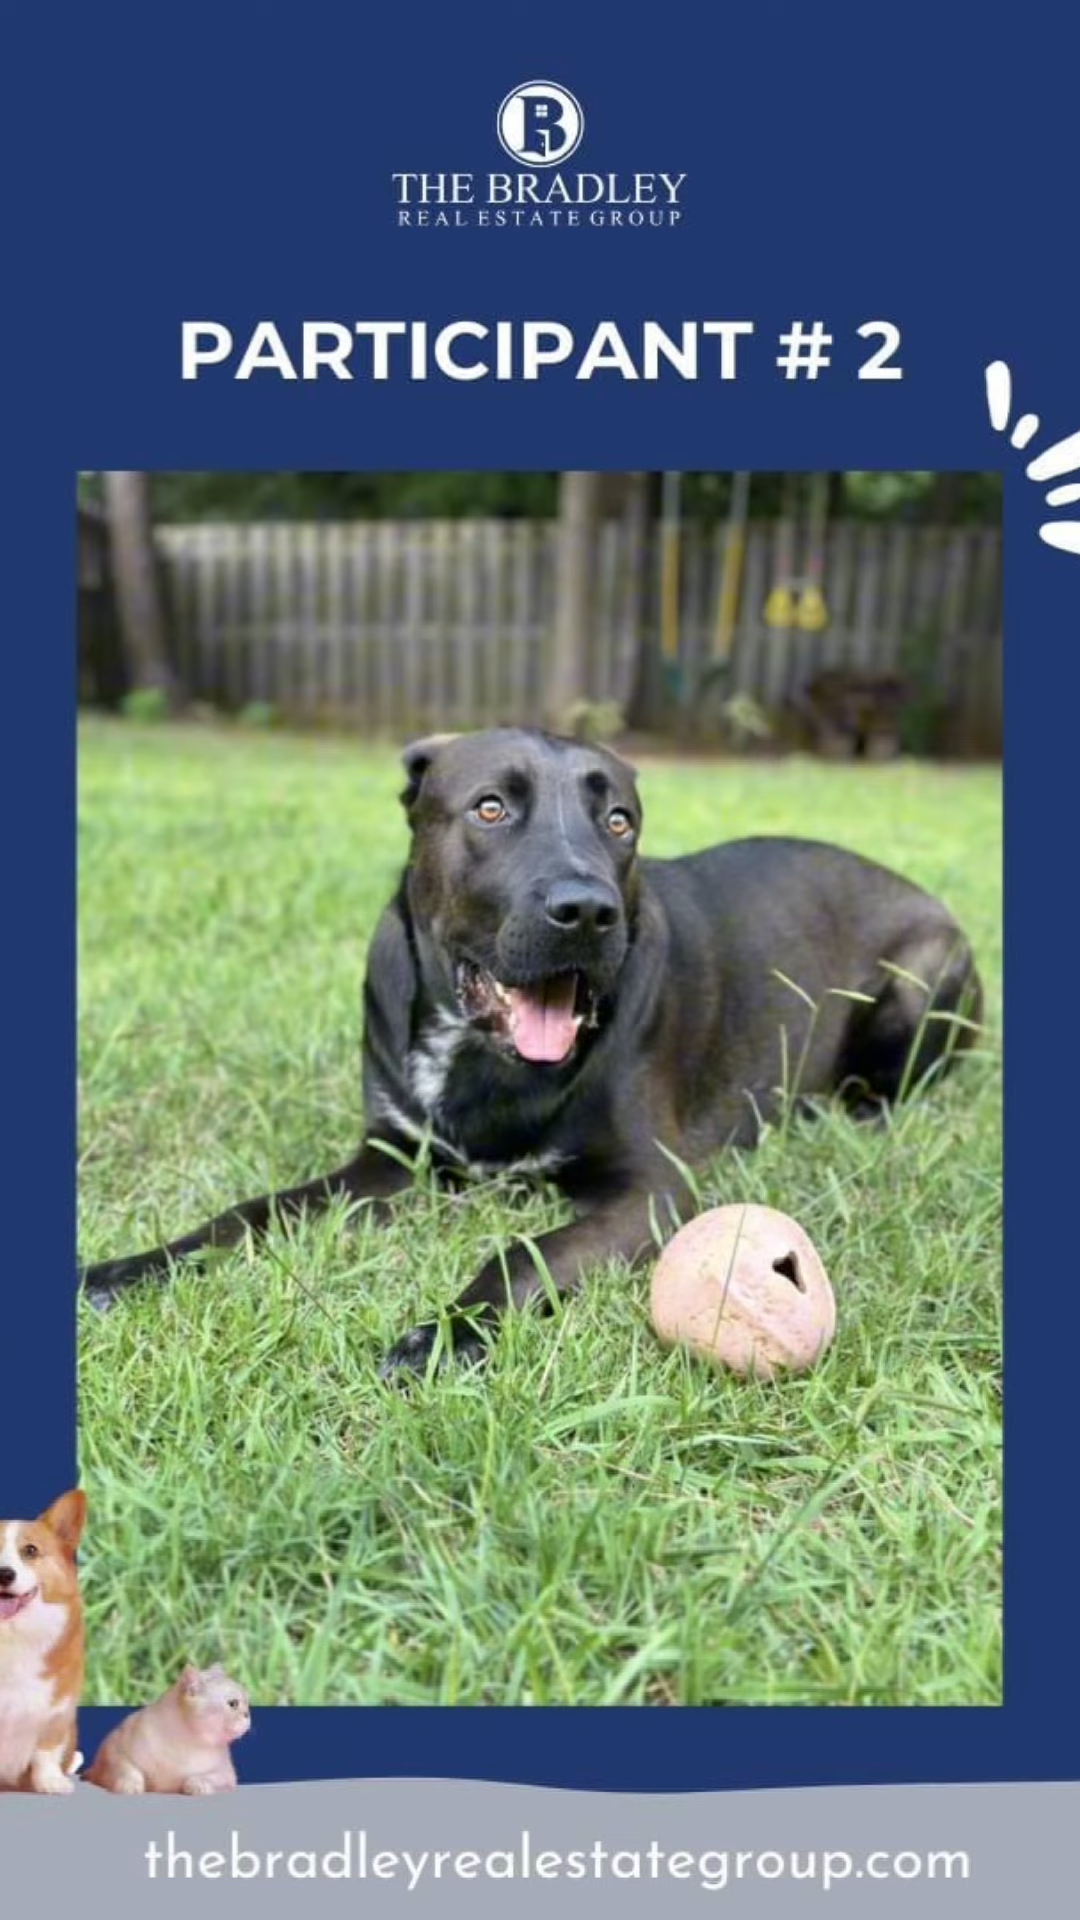 B
THE BRADLEY
REAL ESTATE GROUP
PARTICIPANT # 2
thebradleyrealestategroup.com